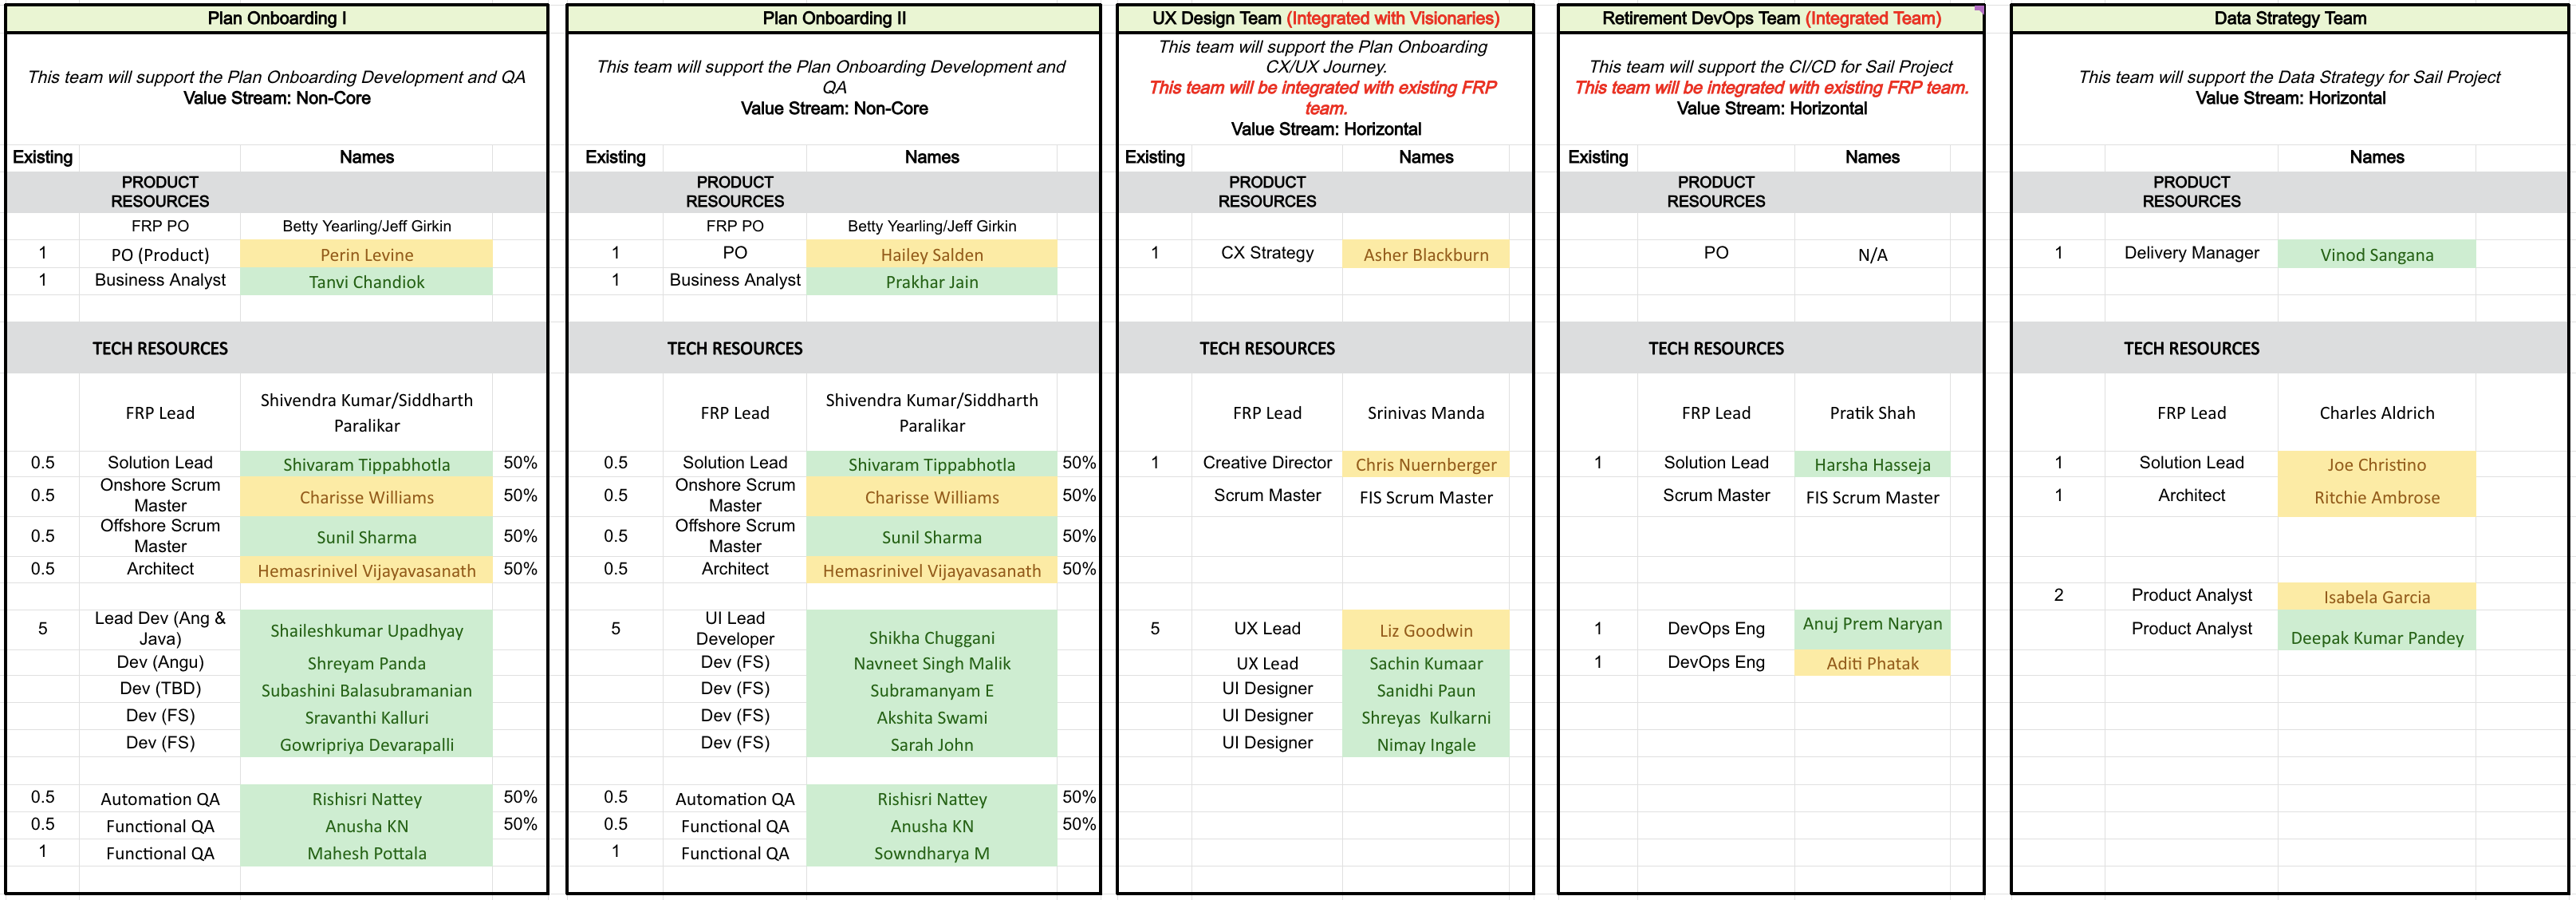 Plan Onboarding I
This team will support the Plan Onboarding Development and QA
Value Stream: Non-Core
Existing Names
PRODUCT
RESOURCES
FRP PO Betty Yearling/Jeff Girkin
1 PO (Product) Perin Levine
1 Business Analyst Tanvi Chandiok
TECH RESOURCES
FRP Lead Shivendra Kumar/Siddharth
Paralikar
0.5 Solution Lead Shivaram Tippabhotla 50%
0.5 Onshore Scrum
Master Charisse Williams 50%
0.5 Offshore Scrum
Master Sunil Sharma 50%
0.5 Architect Hemasrinivel Vijayavasanath 50%
5 Lead Dev (Ang &
Java) Shaileshkumar Upadhyay
Dev (Angu) Shreyam Panda
Dev (TBD) Subashini Balasubramanian
Dev (FS) Sravanthi Kalluri
Dev (FS) Gowripriya Devarapalli
0.5 Automation QA Rishisri Nattey 50%
0.5 Functional QA Anusha KN 50%
1 Functional QA Mahesh Pottala
Plan Onboarding II
This team will support the Plan Onboarding Development and
QA
Value Stream: Non-Core
Existing Names
PRODUCT
RESOURCES
FRP PO Betty Yearling/Jeff Girkin
1 PO Hailey Salden
1 Business Analyst Prakhar Jain
TECH RESOURCES
FRP Lead Shivendra Kumar/Siddharth
Paralikar
0.5 Solution Lead Shivaram Tippabhotla 50%
0.5 Onshore Scrum
Master Charisse Williams 50%
0.5 Offshore Scrum
Master Sunil Sharma 50%
0.5 Architect Hemasrinivel Vijayavasanath 50%
5 UI Lead
Developer Shikha Chuggani
Dev (FS) Navneet Singh Malik
Dev (FS) Subramanyam E
Dev (FS) Akshita Swami
Dev (FS) Sarah John
0.5 Automation QA Rishisri Nattey 50%
0.5 Functional QA Anusha KN 50%
1 Functional QA Sowndharya M
UX Design Team (Integrated with Visionaries)
This team will support the Plan Onboarding
CX/UX Journey.
This team will be integrated with existing FRP
team.
Value Stream: Horizontal
Existing Names
PRODUCT
RESOURCES
1 CX Strategy Asher Blackburn
TECH RESOURCES
FRP Lead Srinivas Manda
1 Creative Director Chris Nuernberger
Scrum Master FIS Scrum Master
5 UX Lead Liz Goodwin
UX Lead Sachin Kumaar
UI Designer Sanidhi Paun
UI Designer Shreyas Kulkarni
UI Designer Nimay Ingale
Retirement DevOps Team (Integrated Team)
This team will support the CI/CD for Sail Project
This team will be integrated with existing FRP team.
Value Stream: Horizontal
Existing Names
PRODUCT
RESOURCES
PO N/A
TECH RESOURCES
FRP Lead Pratik Shah
1 Solution Lead Harsha Hasseja
Scrum Master FIS Scrum Master
1 DevOps Eng Anuj Prem Naryan
1 DevOps Eng Aditi Phatak
Data Strategy Team
This team will support the Data Strategy for Sail Project
Value Stream: Horizontal
Names
PRODUCT
RESOURCES
1 Delivery Manager Vinod Sangana
TECH RESOURCES
FRP Lead Charles Aldrich
1 Solution Lead Joe Christino
1 Architect Ritchie Ambrose
2 Product Analyst Isabela Garcia
Product Analyst Deepak Kumar Pandey